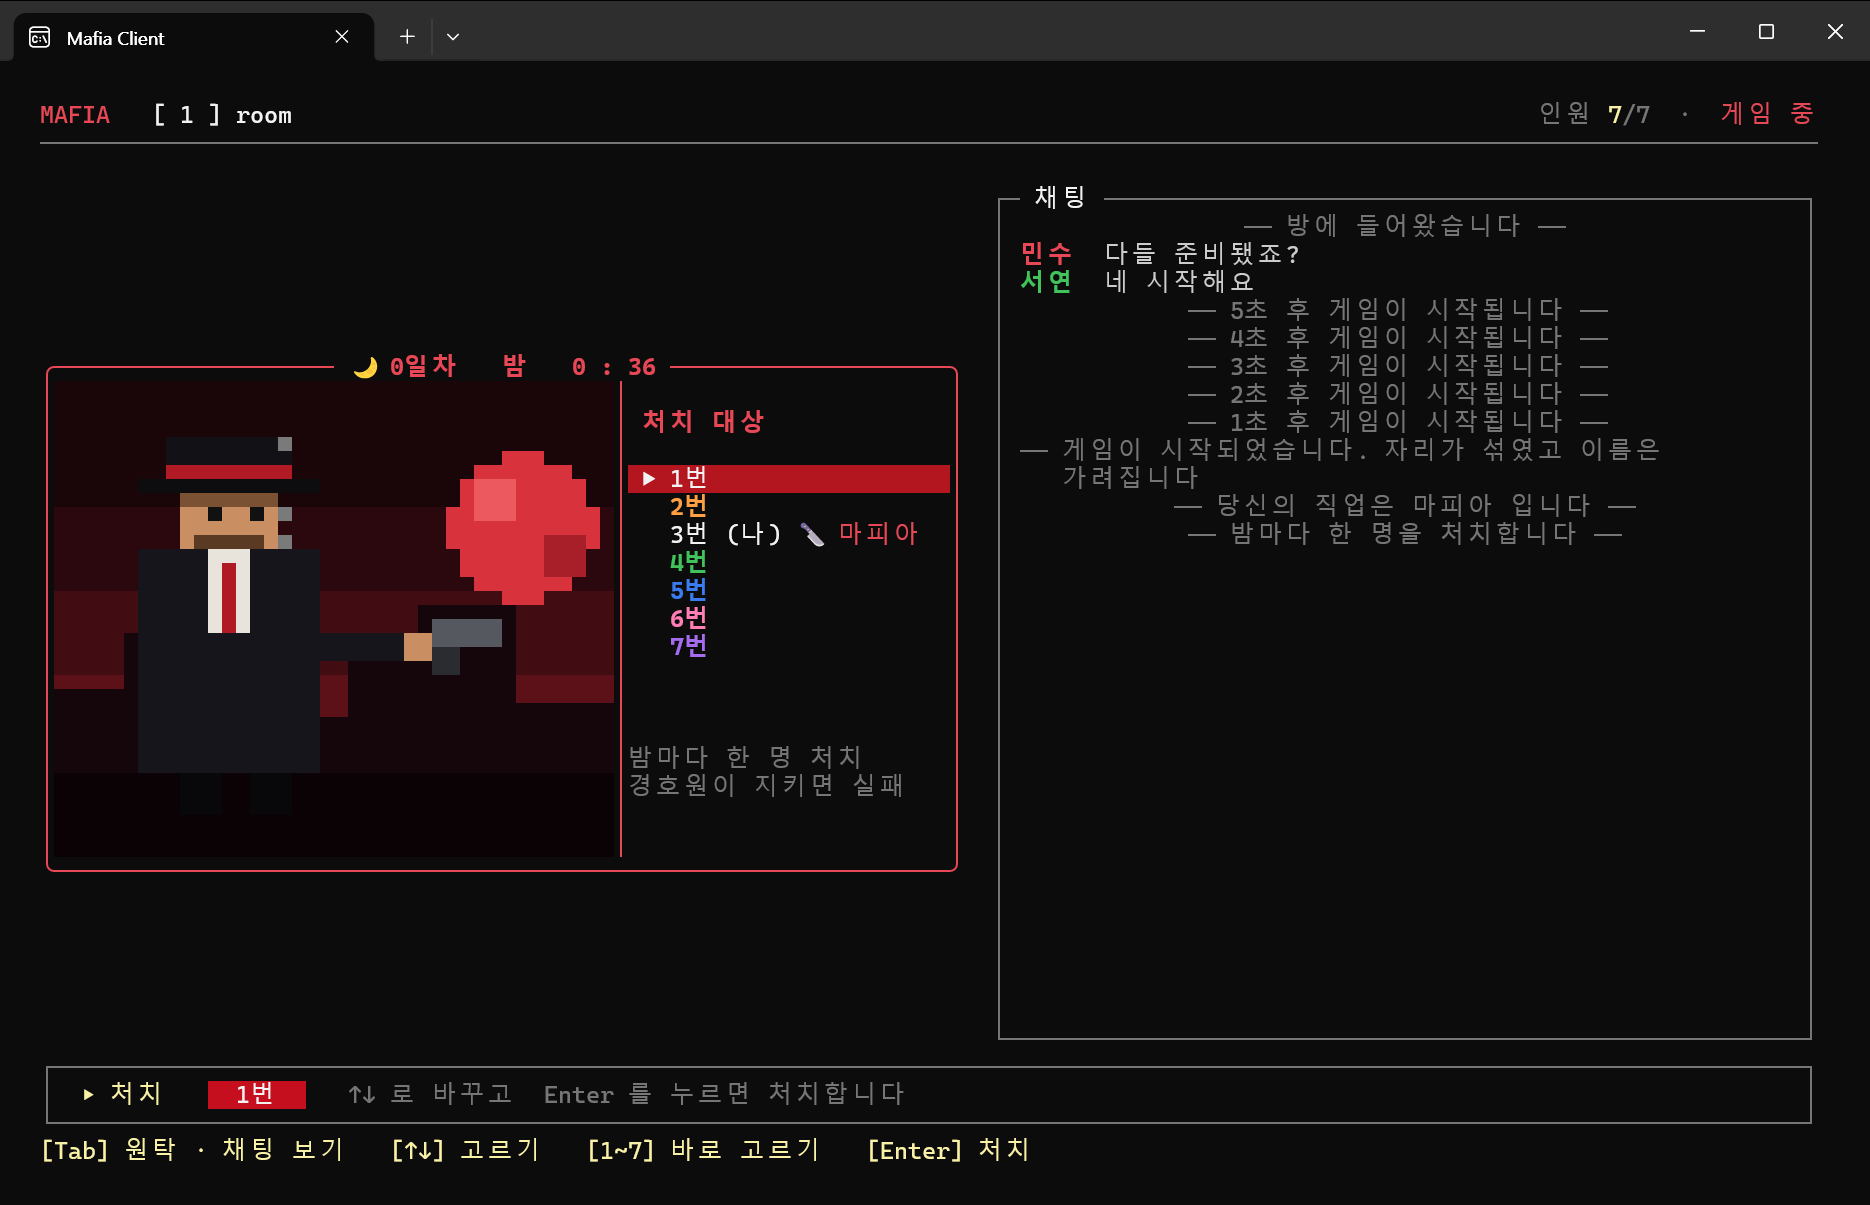 Mafia Client
MAFIA [ 1 ] room
인원 7/7 · 게임 중
🌙 0일차 밤 0 : 36
처치 대상
▶ 1번
2번
3번 (나) 🔪 마피아
4번
5번
6번
7번
밤마다 한 명 처치
경호원이 지키면 실패
채팅
── 방에 들어왔습니다 ──
민수 다들 준비됐죠?
서연 네 시작해요
── 5초 후 게임이 시작됩니다 ──
── 4초 후 게임이 시작됩니다 ──
── 3초 후 게임이 시작됩니다 ──
── 2초 후 게임이 시작됩니다 ──
── 1초 후 게임이 시작됩니다 ──
── 게임이 시작되었습니다. 자리가 섞였고 이름은
가려집니다
── 당신의 직업은 마피아 입니다 ──
── 밤마다 한 명을 처치합니다 ──
▶ 처치 1번 ↑↓ 로 바꾸고 Enter 를 누르면 처치합니다
[Tab] 원탁 · 채팅 보기 [↑↓] 고르기 [1~7] 바로 고르기 [Enter] 처치